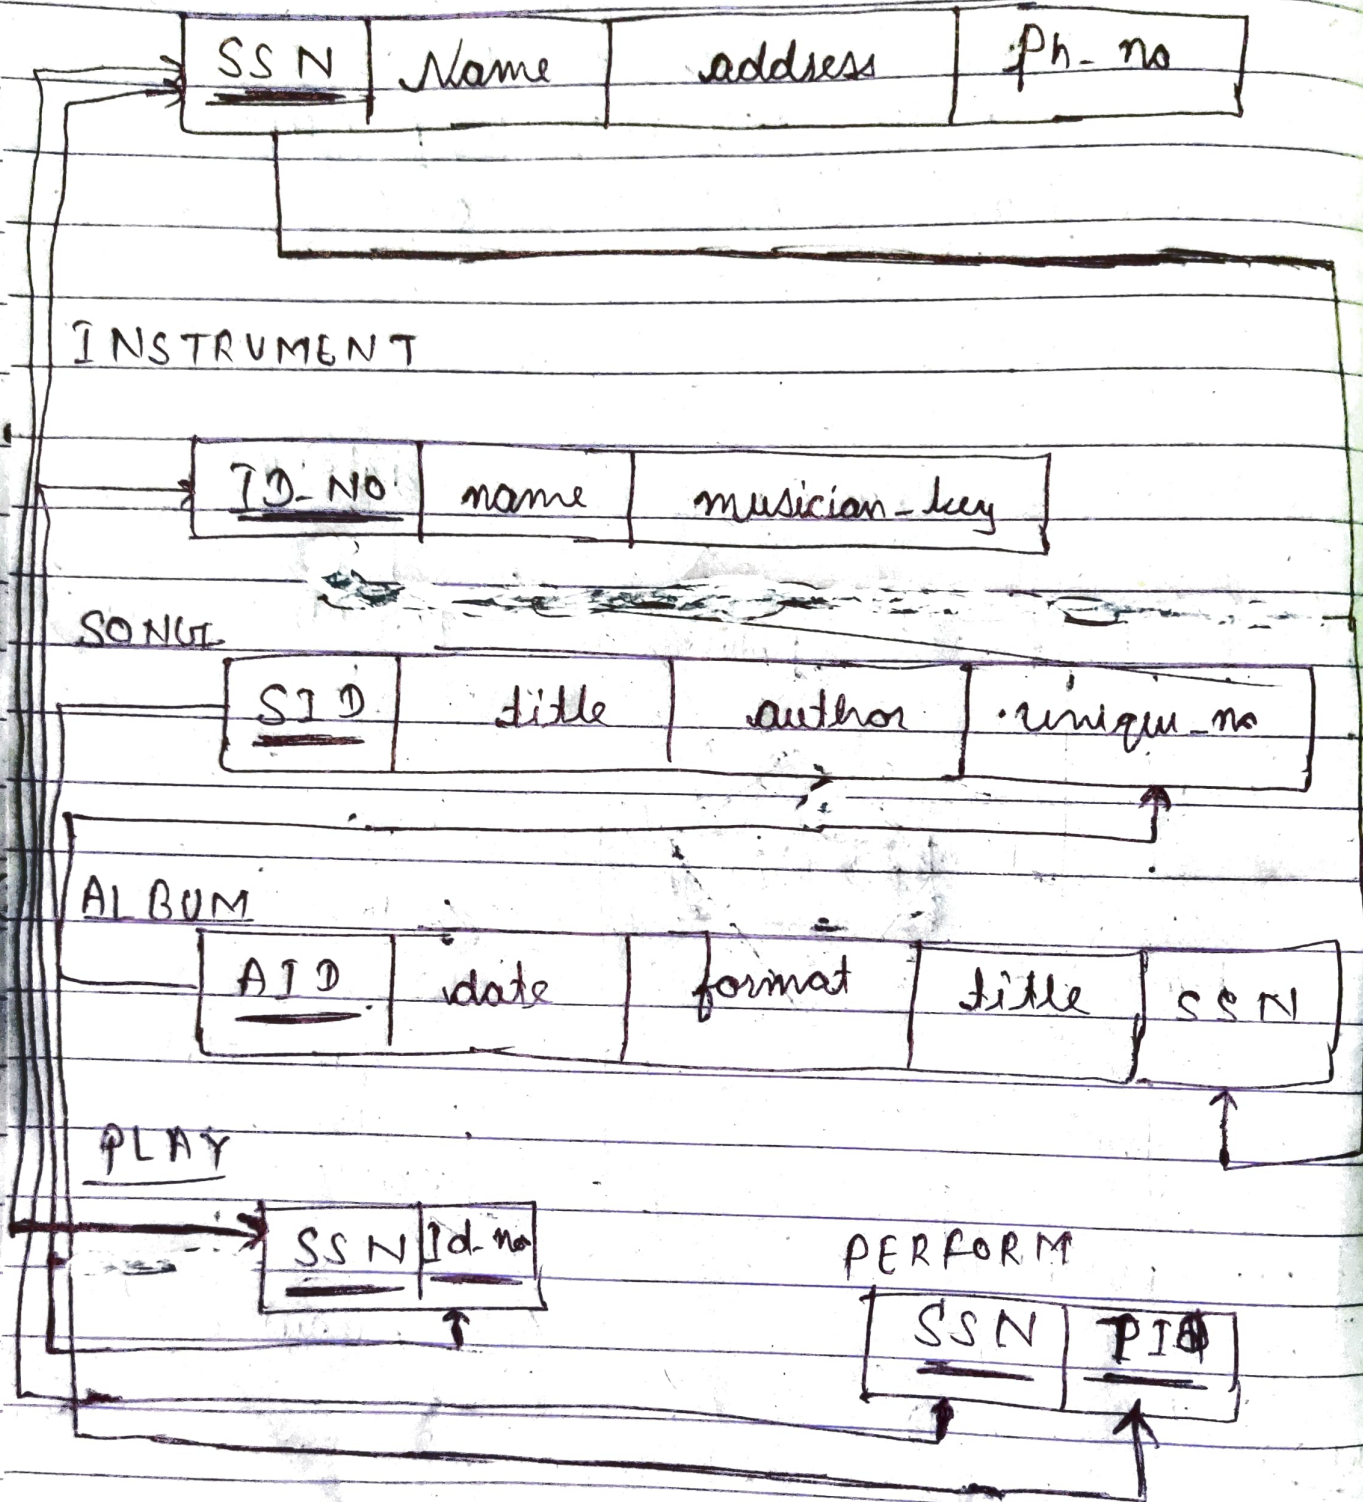 SSN Name address Ph_no
INSTRUMENT
ID_NO name musician_key
SONG
SID title author uniqu_no
ALBUM
AID date format title SSN
PLAY
SSN Id_no
PERFORM
SSN